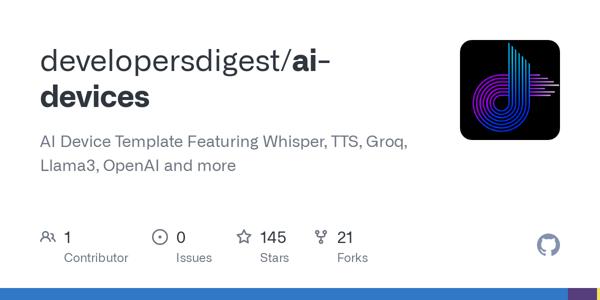 developersdigest/ai-
devices
AI Device Template Featuring Whisper, TTS, Groq,
Llama3, OpenAI and more
1 0 145 21
Contributor Issues Stars Forks